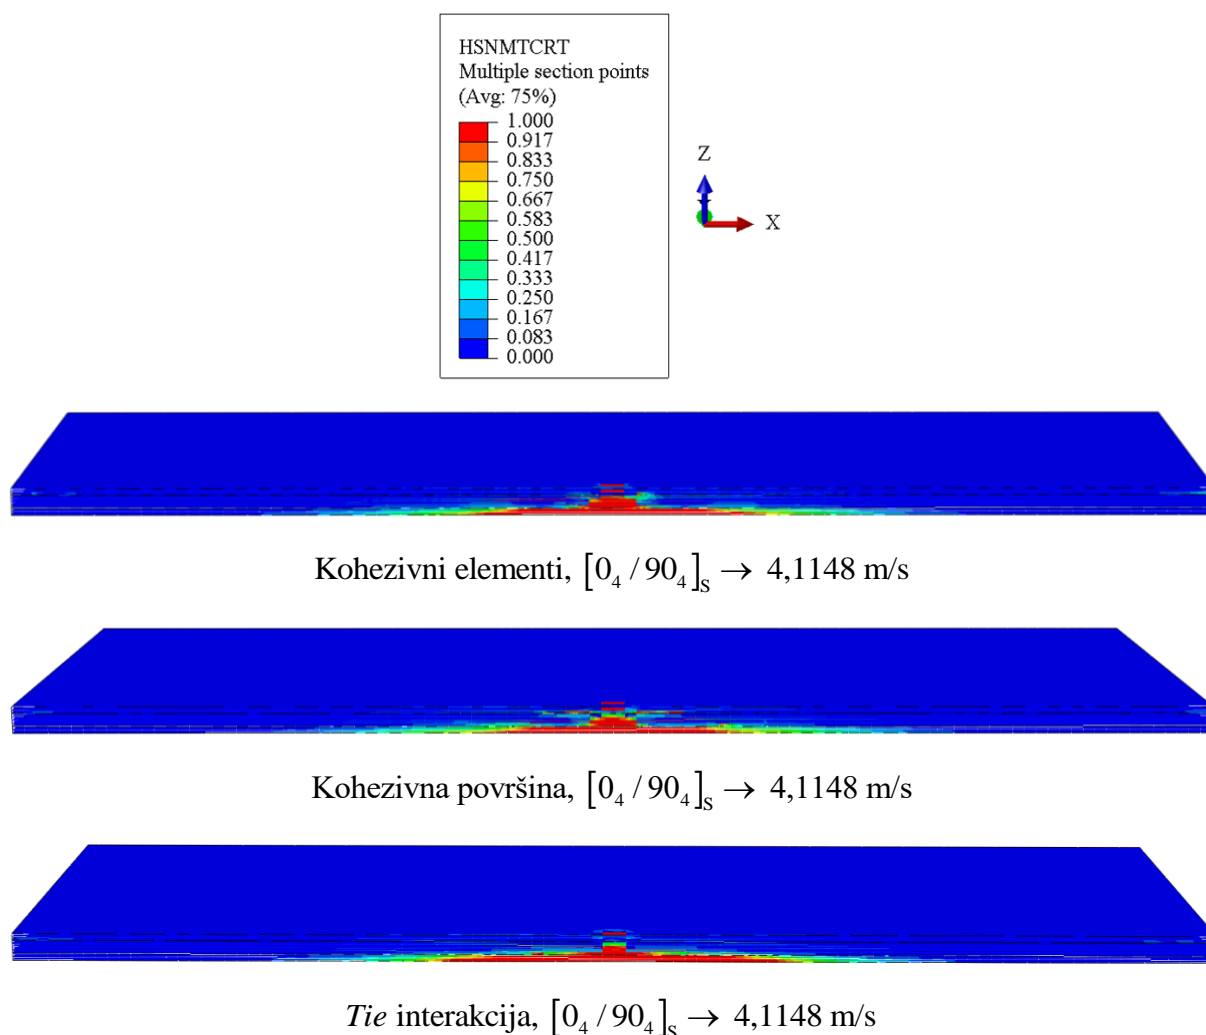 HSNMTCRT
Multiple section points
(Avg: 75%)
1.000
0.917
0.833
0.750
0.667
0.583
0.500
0.417
0.333
0.250
0.167
0.083
0.000
Z
X
Kohezivni elementi, [0₄ / 90₄]ₛ → 4,1148 m/s
Kohezivna površina, [0₄ / 90₄]ₛ → 4,1148 m/s
Tie interakcija, [0₄ / 90₄]ₛ → 4,1148 m/s